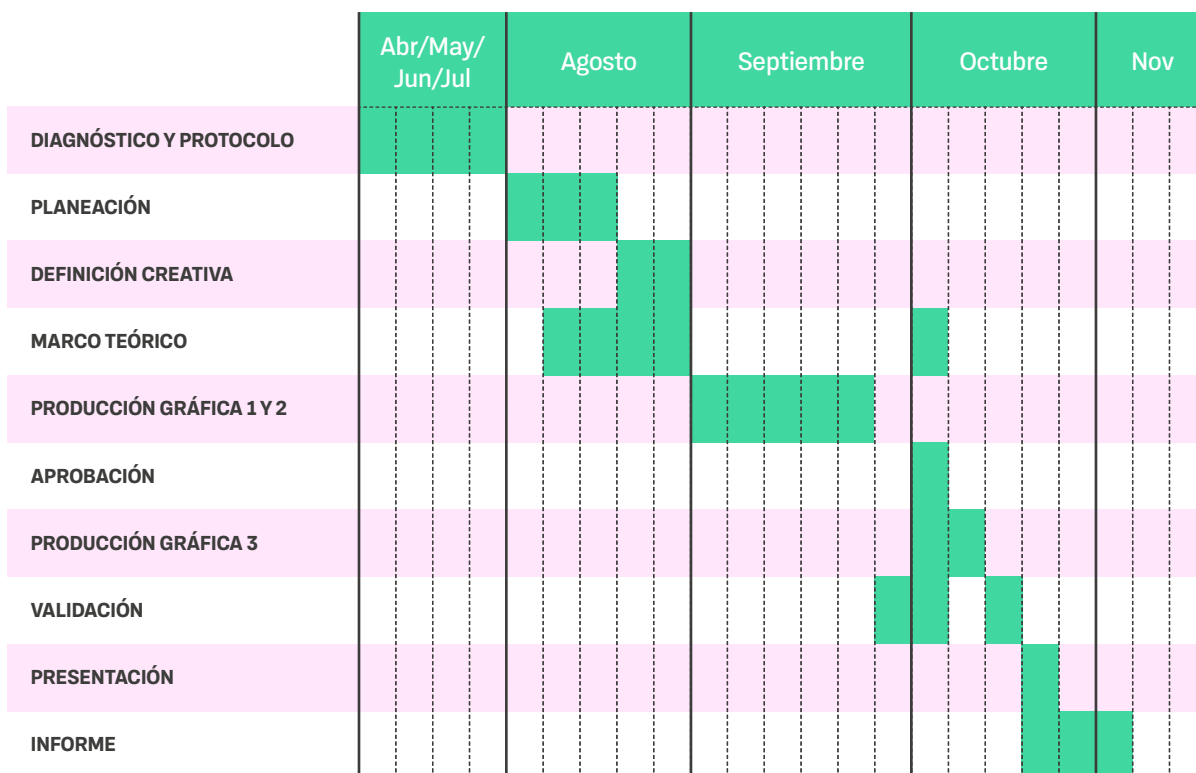 Abr/May/
Jun/Jul
Agosto
Septiembre
Octubre
Nov
DIAGNÓSTICO Y PROTOCOLO
PLANEACIÓN
DEFINICIÓN CREATIVA
MARCO TEÓRICO
PRODUCCIÓN GRÁFICA 1 Y 2
APROBACIÓN
PRODUCCIÓN GRÁFICA 3
VALIDACIÓN
PRESENTACIÓN
INFORME